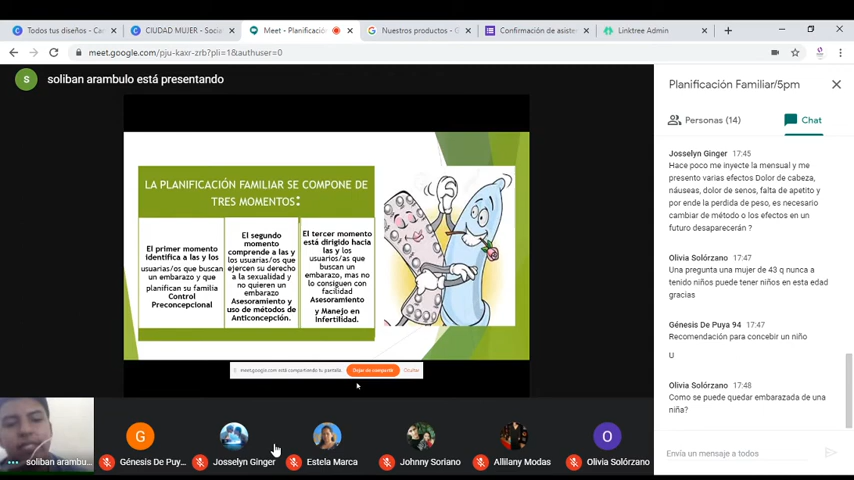 Todos tus diseños - Can
CIUDAD MUJER - Socia
Meet - Planificació
Nuestros productos - G
Confirmación de asiste
Linktree Admin
meet.google.com/pju-kaxr-zrb?pli=1&authuser=0
S
soliban arambulo está presentando
LA PLANIFICACIÓN FAMILIAR SE COMPONE DE
TRES MOMENTOS:
El primer momento
identifica a las y los
usuarias/os que buscan
un embarazo y que
planifican su familia
Control
Preconcepcional
El segundo
momento
comprende a las y
los usuarias/os que
ejercen su derecho
a la sexualidad y
no quieren un
embarazo
Asesoramiento y
uso de métodos de
Anticoncepción.
El tercer momento
está dirigido hacia
las y los
usuarios/as que
buscan un
embarazo, mas no
lo consiguen con
facilidad
Asesoramiento
y Manejo en
Infertilidad.
meet.google.com está compartiendo tu pantalla.
Dejar de compartir
Ocultar
soliban arambu...
G
Génesis De Puy...
Josselyn Ginger
Estela Marca
Johnny Soriano
Allilany Modas
O
Olivia Solórzano
Planificación Familiar/5pm
Personas (14)
Chat
Josselyn Ginger 17:45
Hace poco me inyecte la mensual y me
presento varias efectos Dolor de cabeza,
náuseas, dolor de senos, falta de apetito y
por ende la perdida de peso, es necesario
cambiar de método o los efectos en un
futuro desaparecerán ?
Olivia Solórzano 17:47
Una pregunta una mujer de 43 q nunca a
tenido niños puede tener niños en esta edad
gracias
Génesis De Puya 94 17:47
Recomendación para concebir un niño
U
Olivia Solórzano 17:48
Como se puede quedar embarazada de una
niña?
Envía un mensaje a todos